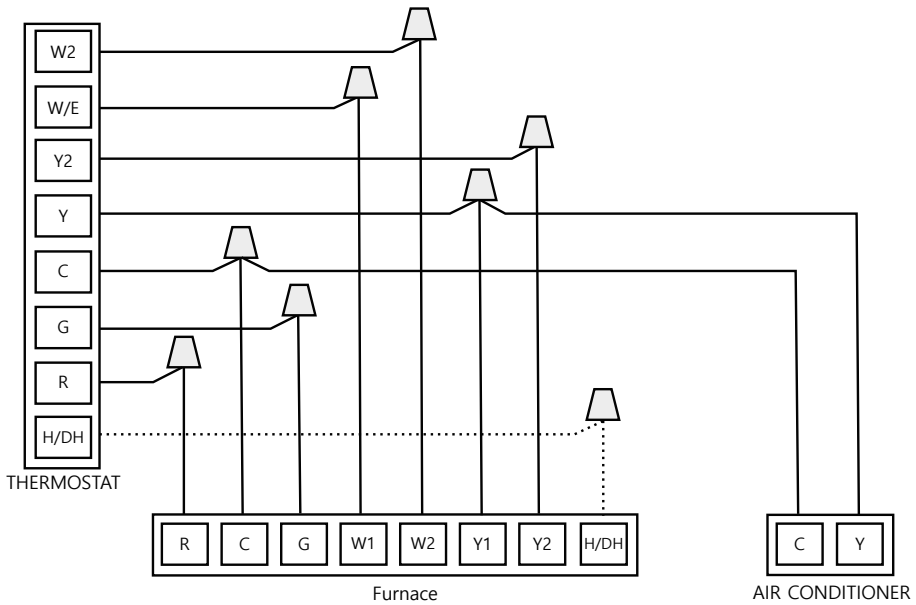 W2
W/E
Y2
Y
C
G
R
H/DH
THERMOSTAT
R C G W1 W2 Y1 Y2 H/DH
Furnace
C Y
AIR CONDITIONER